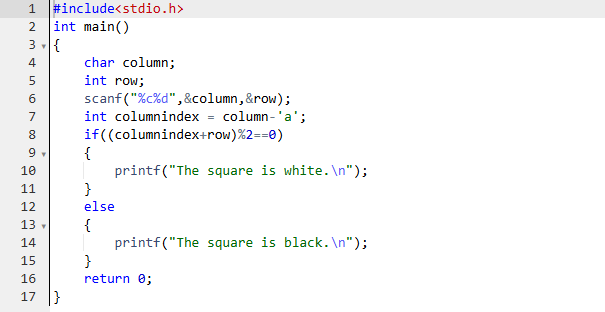 1 #include<stdio.h>
2 int main()
3 {
4 char column;
5 int row;
6 scanf("%c%d",&column,&row);
7 int columnindex = column-'a';
8 if((columnindex+row)%2==0)
9 {
10 printf("The square is white.\n");
11 }
12 else
13 {
14 printf("The square is black.\n");
15 }
16 return 0;
17 }